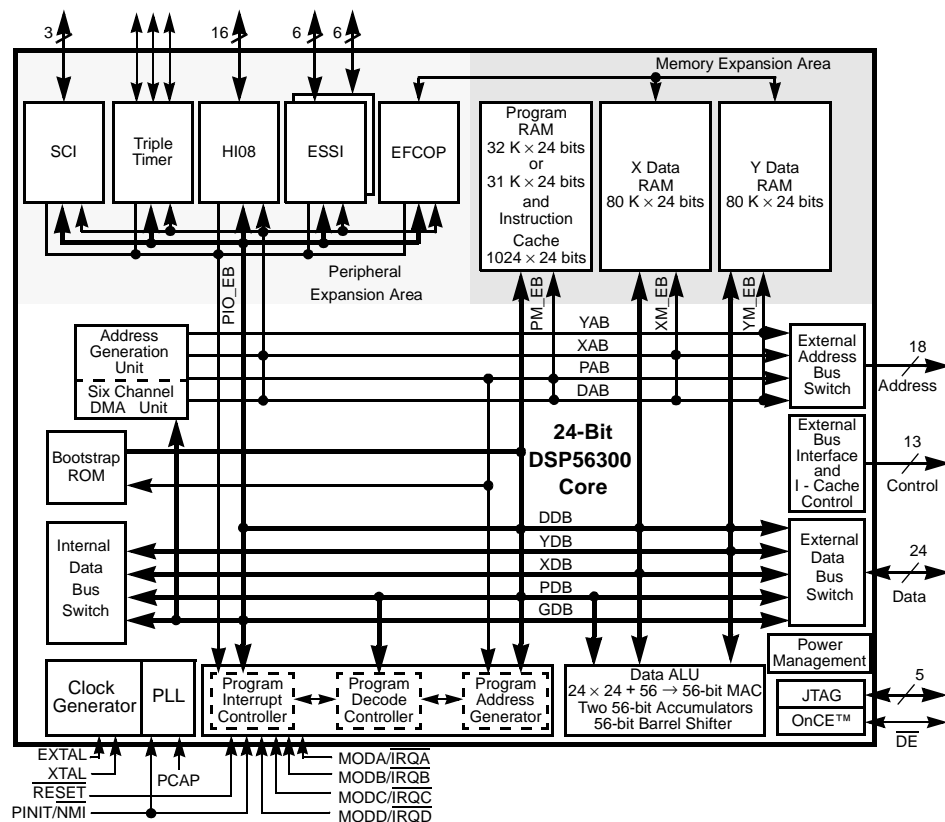 3
16
6
6
Memory Expansion Area
SCI
Triple
Timer
HI08
ESSI
EFCOP
Program
RAM
32 K × 24 bits
or
31 K × 24 bits
and
Instruction
Cache
1024 × 24 bits
X Data
RAM
80 K × 24 bits
Y Data
RAM
80 K × 24 bits
Peripheral
Expansion Area
PIO_EB
PM_EB
XM_EB
YM_EB
Address
Generation
Unit
Six Channel
DMA Unit
YAB
XAB
PAB
DAB
External
Address
Bus
Switch
18
Address
24-Bit
DSP56300
Core
Bootstrap
ROM
External
Bus
Interface
and
I - Cache
Control
13
Control
Internal
Data
Bus
Switch
DDB
YDB
XDB
PDB
GDB
External
Data
Bus
Switch
24
Data
Power
Management
Clock
Generator
PLL
Program
Interrupt
Controller
Program
Decode
Controller
Program
Address
Generator
Data ALU
24 × 24 + 56 → 56-bit MAC
Two 56-bit Accumulators
56-bit Barrel Shifter
JTAG
OnCE™
5
DE
EXTAL
XTAL
RESET
PINIT/NMI
PCAP
MODA/IRQA
MODB/IRQB
MODC/IRQC
MODD/IRQD